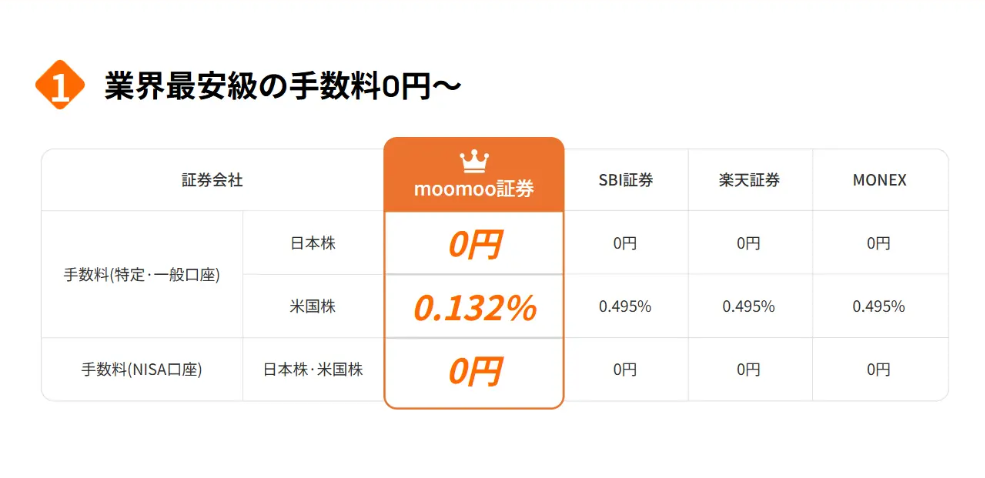 1 業界最安級の手数料0円〜
証券会社 moomoo証券 SBI証券 楽天証券 MONEX
手数料(特定·一般口座) 日本株 0円 0円 0円 0円
米国株 0.132% 0.495% 0.495% 0.495%
手数料(NISA口座) 日本株·米国株 0円 0円 0円 0円